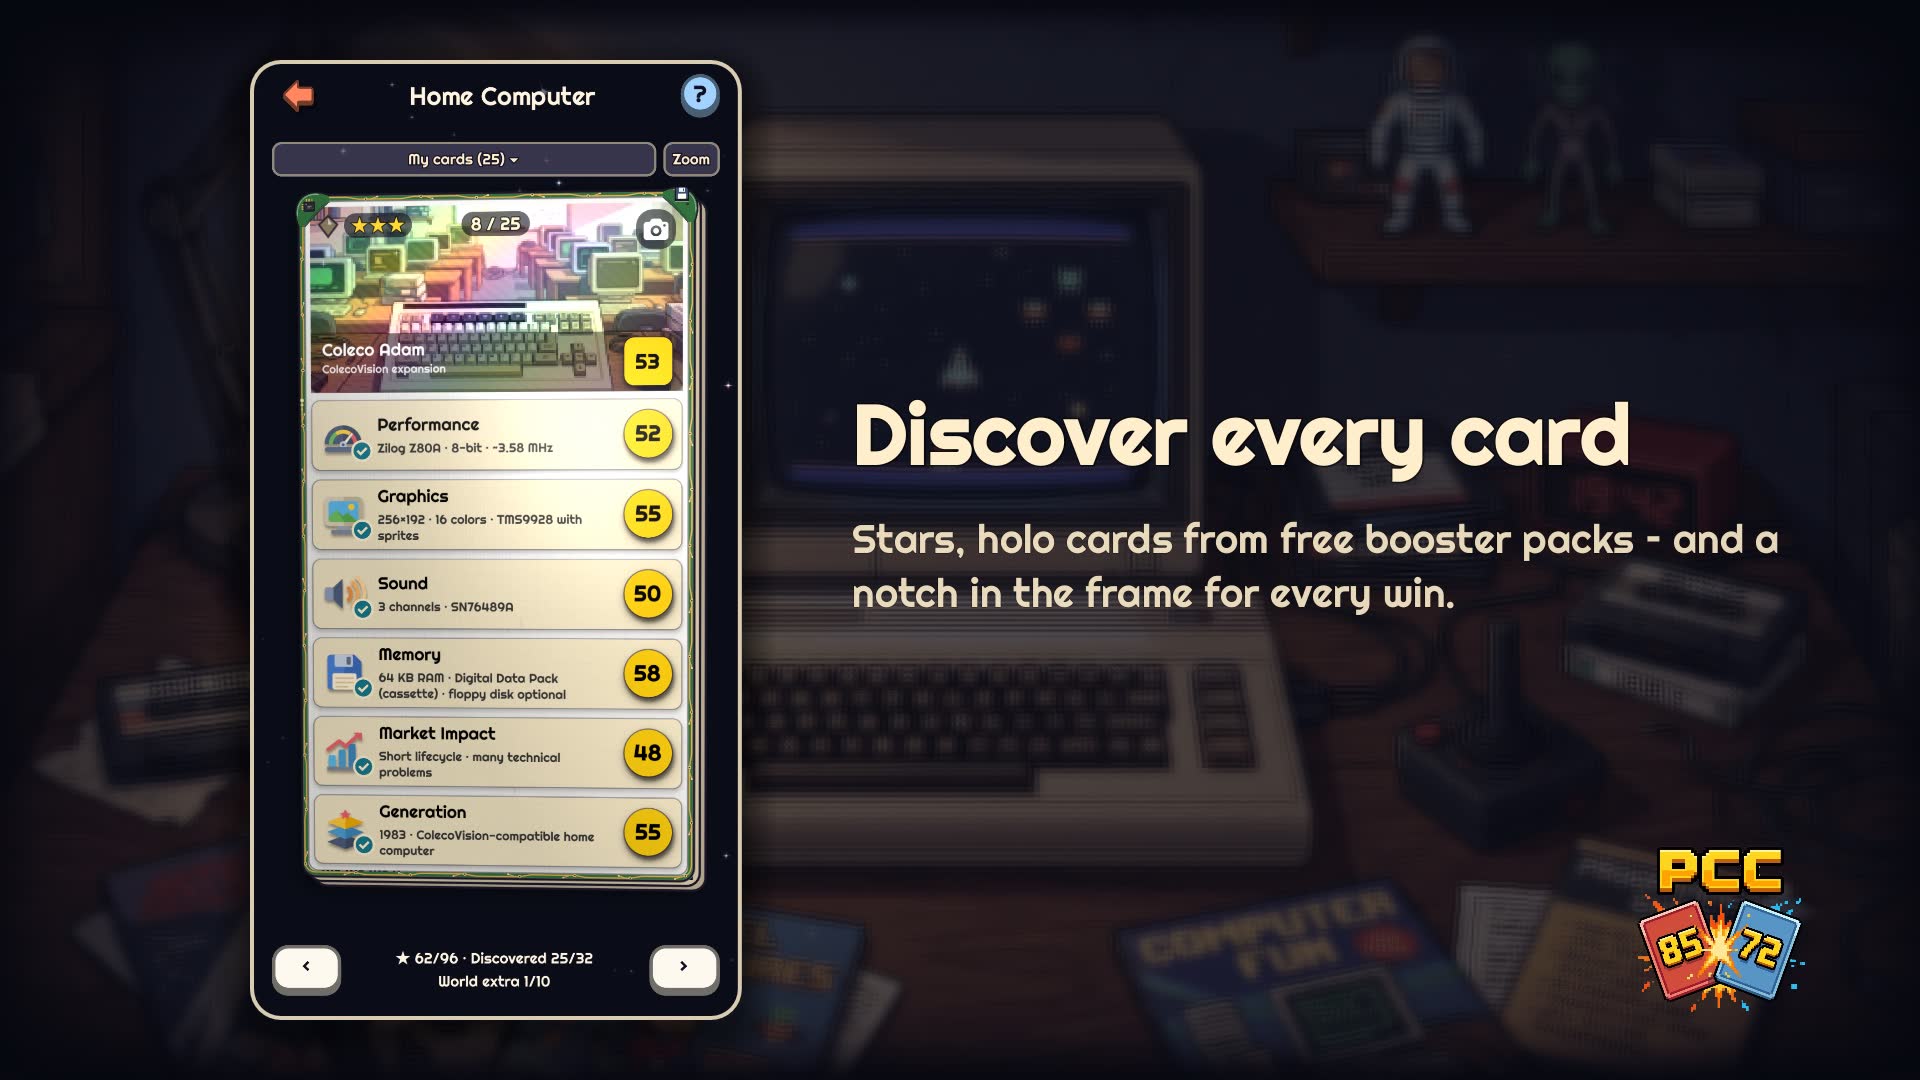 Home Computer
?
My cards (25)
Zoom
8 / 25
Coleco Adam
ColecoVision expansion
53
Performance
Zilog Z80A · 8-bit · ~3.58 MHz
52
Graphics
256×192 · 16 colors · TMS9928 with
sprites
55
Sound
3 channels · SN76489A
50
Memory
64 KB RAM · Digital Data Pack
(cassette) · floppy disk optional
58
Market Impact
Short lifecycle · many technical
problems
48
Generation
1983 · ColecoVision-compatible home
computer
55
‹
★ 62/96 · Discovered 25/32
World extra 1/10
›
Discover every card
Stars, holo cards from free booster packs - and a
notch in the frame for every win.
COMPUTER
FUN
PCC
85
72